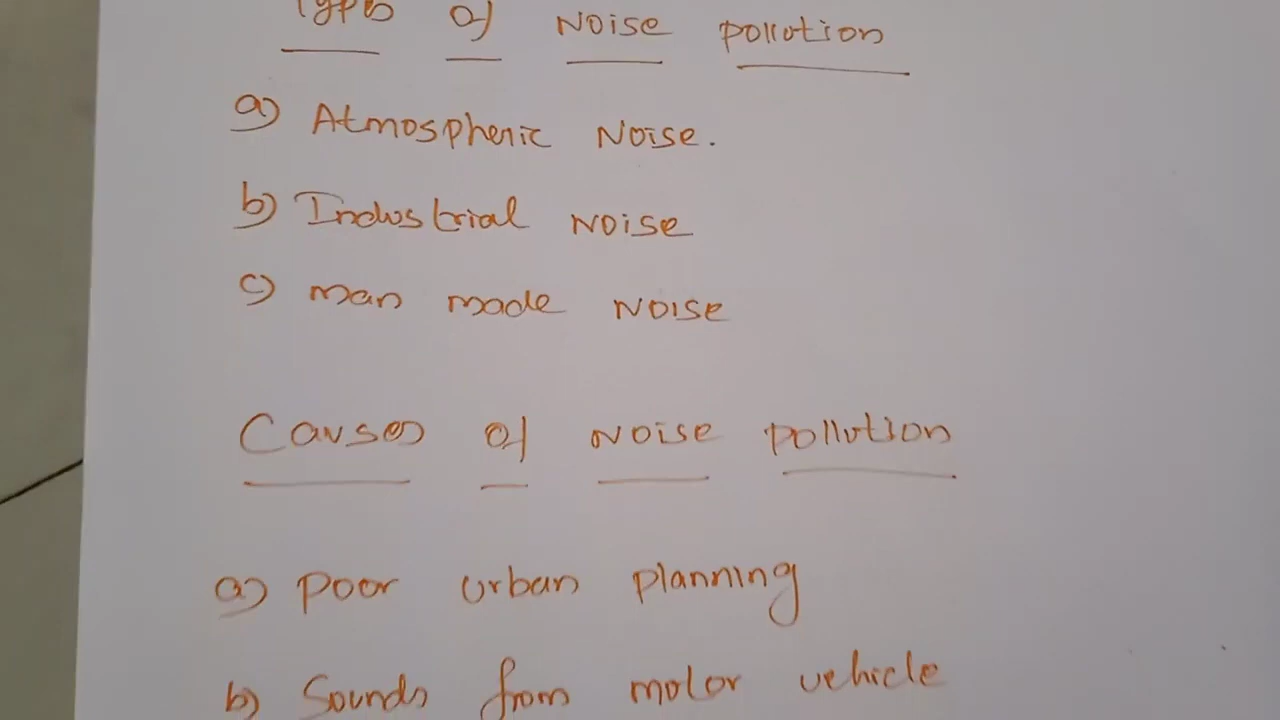 Types of Noise pollution
a) Atmospheric Noise.
b) Industrial Noise
c) man made Noise
Causes of Noise pollution
a) Poor urban planning
b) Sounds from motor vehicle